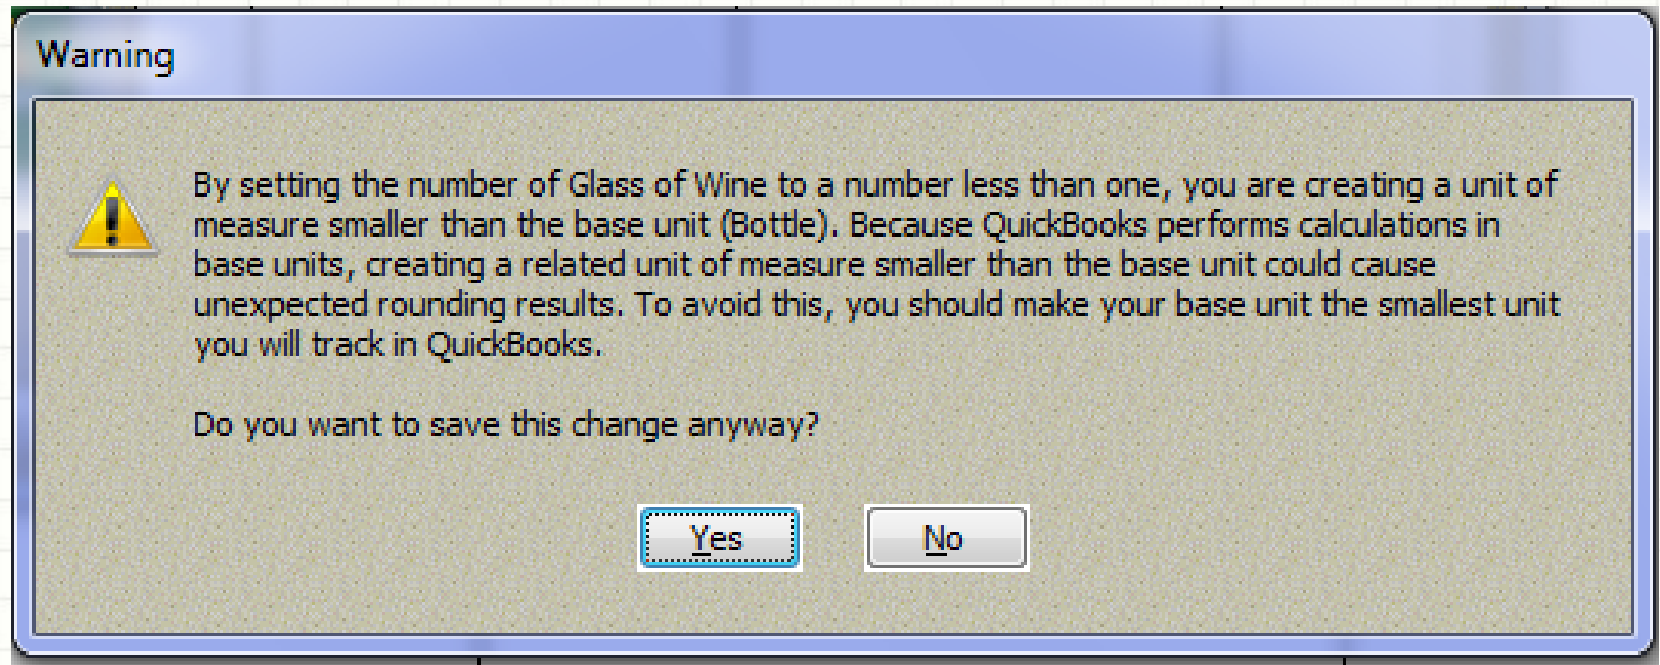 Warning
By setting the number of Glass of Wine to a number less than one, you are creating a unit of
measure smaller than the base unit (Bottle). Because QuickBooks performs calculations in
base units, creating a related unit of measure smaller than the base unit could cause
unexpected rounding results. To avoid this, you should make your base unit the smallest unit
you will track in QuickBooks.
Do you want to save this change anyway?
Yes No